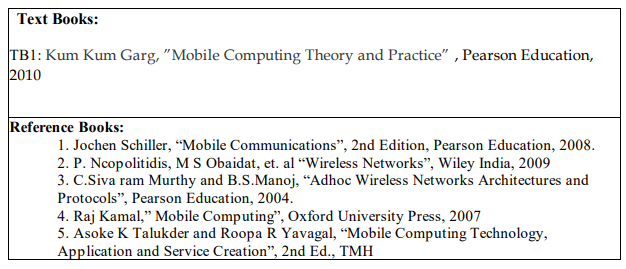 Text Books:
TB1: Kum Kum Garg, ”Mobile Computing Theory and Practice” , Pearson Education,
2010
Reference Books:
1. Jochen Schiller, “Mobile Communications”, 2nd Edition, Pearson Education, 2008.
2. P. Ncopolitidis, M S Obaidat, et. al “Wireless Networks”, Wiley India, 2009
3. C.Siva ram Murthy and B.S.Manoj, “Adhoc Wireless Networks Architectures and
Protocols”, Pearson Education, 2004.
4. Raj Kamal,” Mobile Computing”, Oxford University Press, 2007
5. Asoke K Talukder and Roopa R Yavagal, “Mobile Computing Technology,
Application and Service Creation”, 2nd Ed., TMH